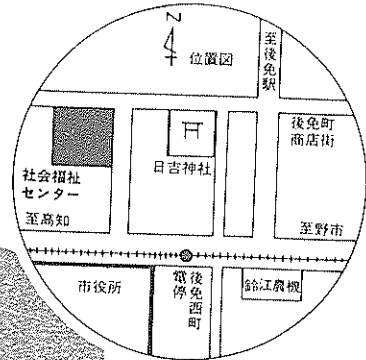 N
位置図
至後免駅
後免町
商店街
日吉神社
社会福祉
センター
至高知
至野市
市役所
後免西町
電停
鈴江農機